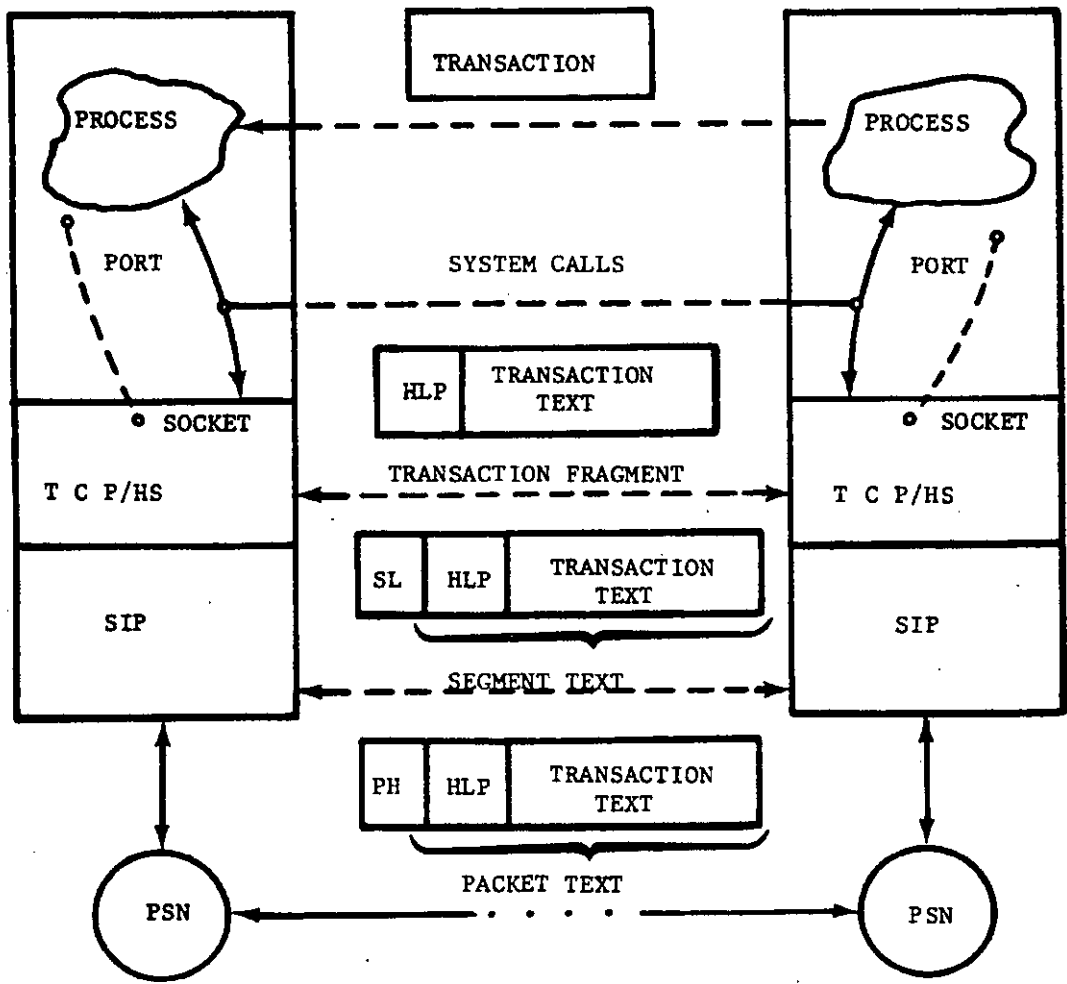 TRANSACTION
PROCESS
PROCESS
PORT
SYSTEM CALLS
PORT
HLP
TRANSACTION
TEXT
SOCKET
SOCKET
TRANSACTION FRAGMENT
T C P/HS
T C P/HS
SL
HLP
TRANSACTION
TEXT
SIP
SIP
SEGMENT TEXT
PH
HLP
TRANSACTION
TEXT
PACKET TEXT
PSN
PSN